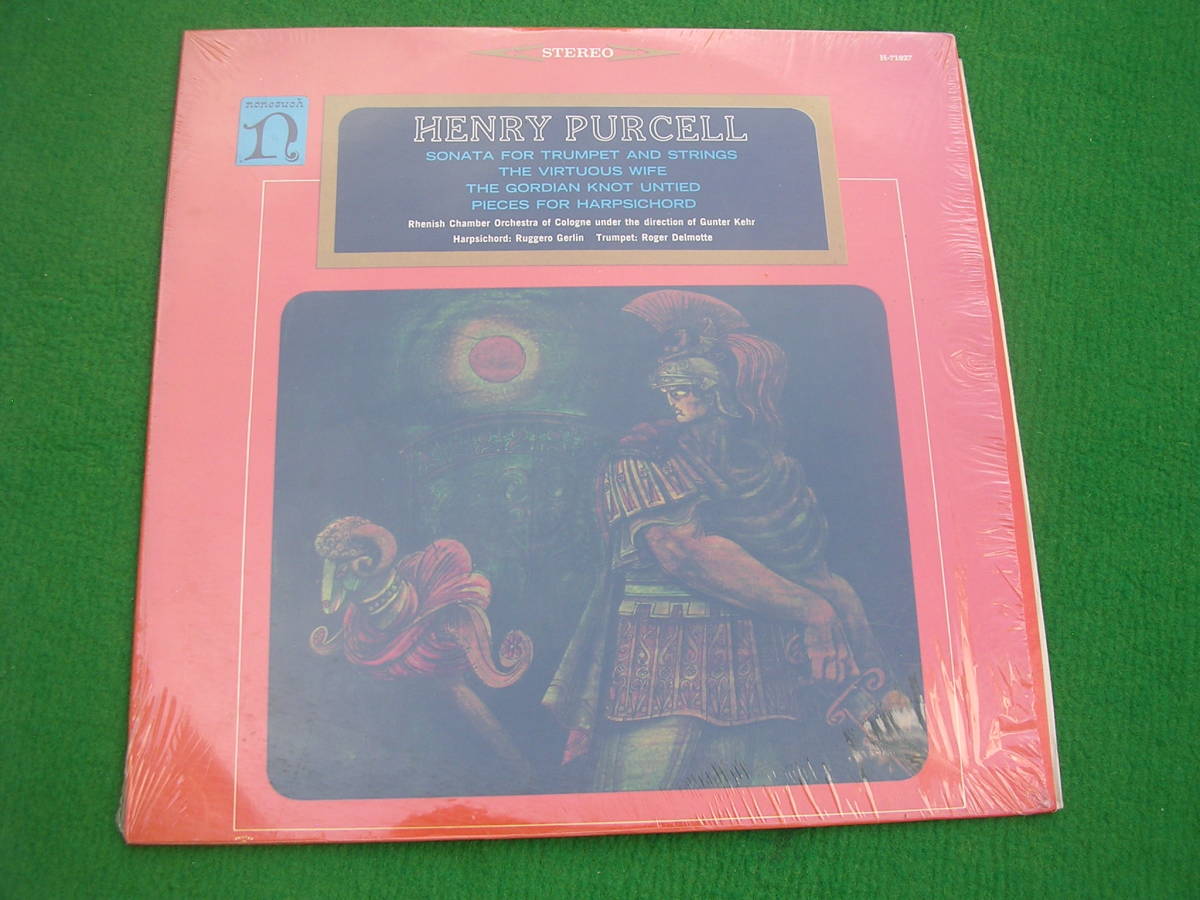 STEREO
H-71027
nonesuch
n
HENRY PURCELL
SONATA FOR TRUMPET AND STRINGS
THE VIRTUOUS WIFE
THE GORDIAN KNOT UNTIED
PIECES FOR HARPSICHORD
Rhenish Chamber Orchestra of Cologne under the direction of Gunter Kehr
Harpsichord: Ruggero Gerlin Trumpet: Roger Delmotte